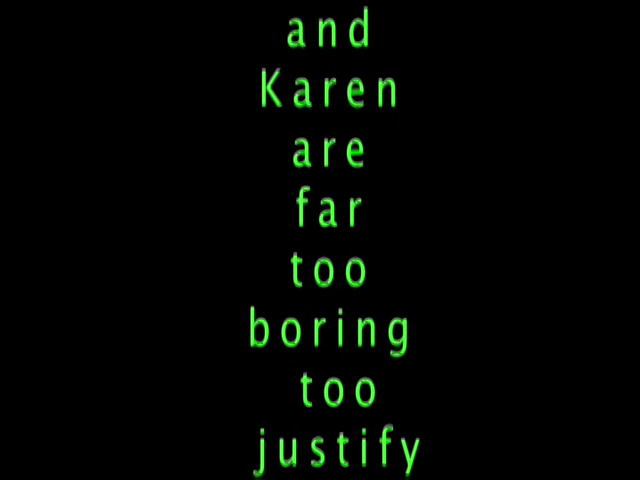 and
Karen
are
far
too
boring
too
justify